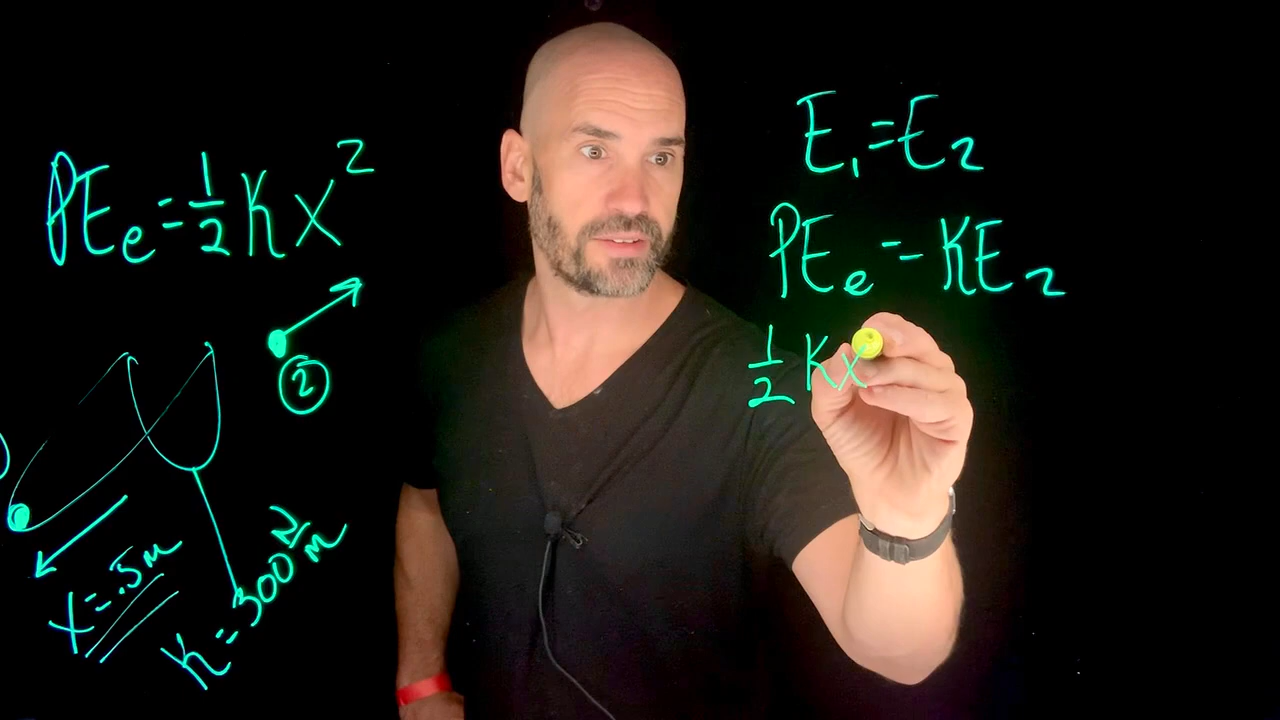 PEe = 1/2 Kx²
②
x = .5m
K = 300 N/m
E₁ = E₂
PEe = KE₂
1/2 Kx